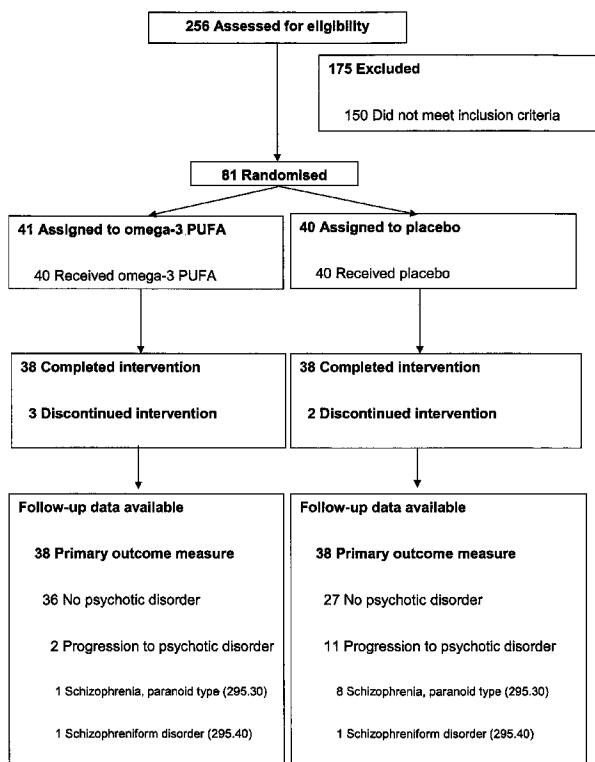 256 Assessed for eligibility
175 Excluded
150 Did not meet inclusion criteria
81 Randomised
41 Assigned to omega-3 PUFA
40 Received omega-3 PUFA
40 Assigned to placebo
40 Received placebo
38 Completed intervention
3 Discontinued intervention
38 Completed intervention
2 Discontinued intervention
Follow-up data available
38 Primary outcome measure
36 No psychotic disorder
2 Progression to psychotic disorder
1 Schizophrenia, paranoid type (295.30)
1 Schizophreniform disorder (295.40)
Follow-up data available
38 Primary outcome measure
27 No psychotic disorder
11 Progression to psychotic disorder
8 Schizophrenia, paranoid type (295.30)
1 Schizophreniform disorder (295.40)